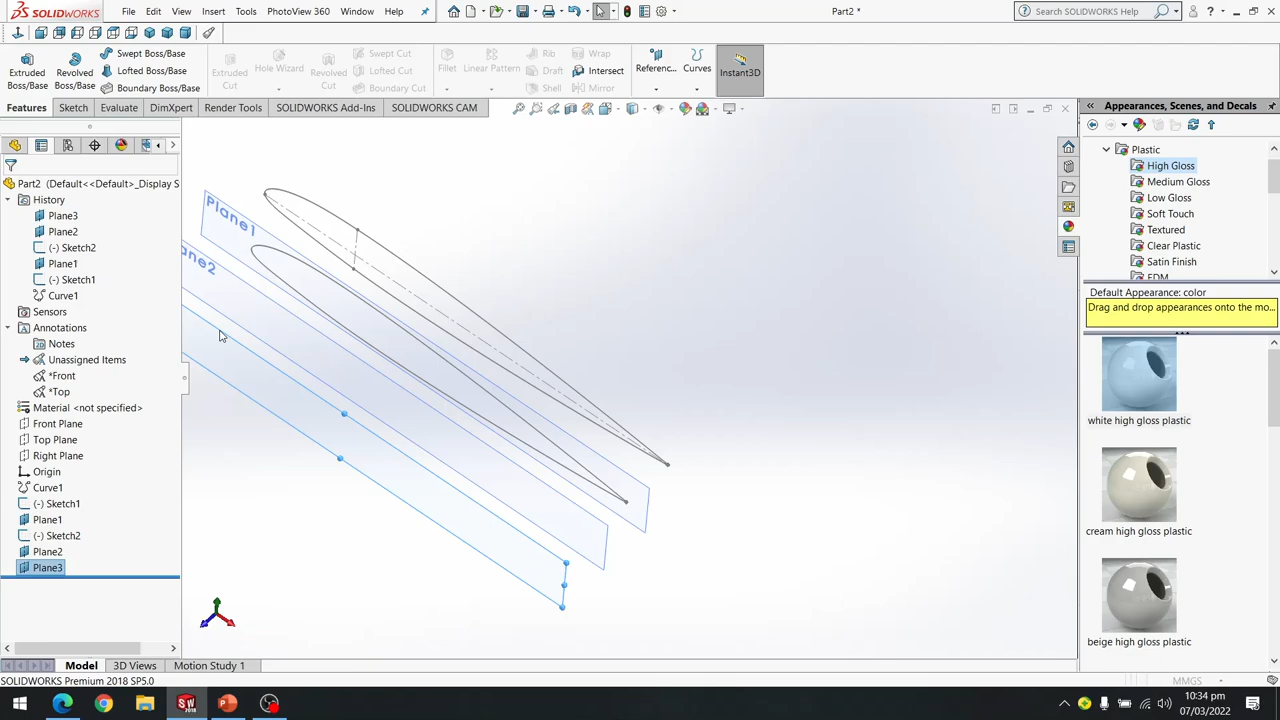 SOLIDWORKS File Edit View Insert Tools PhotoView 360 Window Help Part2 * Search SOLIDWORKS Help
Extruded Boss/Base
Revolved Boss/Base
Swept Boss/Base
Lofted Boss/Base
Boundary Boss/Base
Extruded Cut
Hole Wizard
Revolved Cut
Swept Cut
Lofted Cut
Boundary Cut
Fillet
Linear Pattern
Rib
Draft
Shell
Wrap
Intersect
Mirror
Referenc...
Curves
Instant3D
Features Sketch Evaluate DimXpert Render Tools SOLIDWORKS Add-Ins SOLIDWORKS CAM
Part2 (Default<<Default>_Display S
History
Plane3
Plane2
(-) Sketch2
Plane1
(-) Sketch1
Curve1
Sensors
Annotations
Notes
Unassigned Items
*Front
*Top
Material <not specified>
Front Plane
Top Plane
Right Plane
Origin
Curve1
(-) Sketch1
Plane1
(-) Sketch2
Plane2
Plane3
Plane1
ane2
Appearances, Scenes, and Decals
Plastic
High Gloss
Medium Gloss
Low Gloss
Soft Touch
Textured
Clear Plastic
Satin Finish
EDM
Default Appearance: color
Drag and drop appearances onto the mo...
white high gloss plastic
cream high gloss plastic
beige high gloss plastic
Model 3D Views Motion Study 1
SOLIDWORKS Premium 2018 SP5.0 MMGS
10:34 pm
07/03/2022